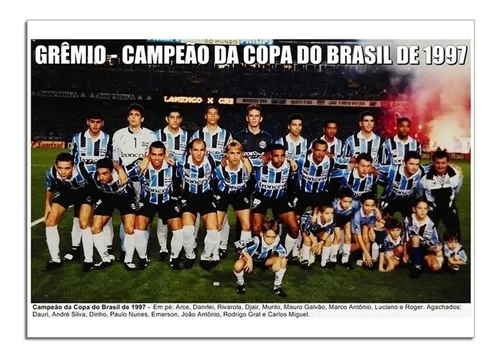 GRÊMIO - CAMPEÃO DA COPA DO BRASIL DE 1997
LAMENGO X GR
Campeão da Copa do Brasil de 1997 - Em pé: Arce, Danrlei, Rivarola, Djair, Murilo, Mauro Galvão, Marco Antônio, Luciano e Roger. Agachados:
Dauri, André Silva, Dinho, Paulo Nunes, Emerson, João Antônio, Rodrigo Gral e Carlos Miguel.